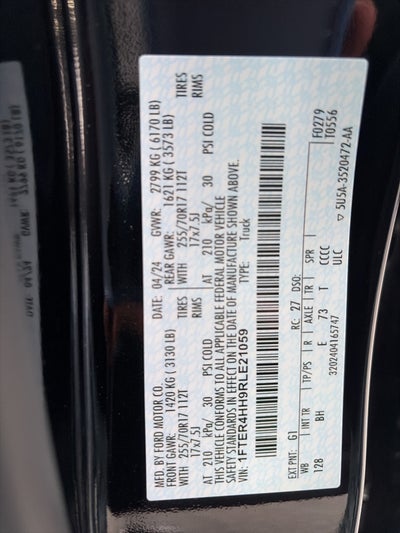 MFD. BY FORD MOTOR CO.
DATE: 04/24 GVWR: 2799 KG ( 6170 LB)
FRONT GAWR: 1420 KG ( 3130 LB) REAR GAWR: 1621 KG ( 3573 LB)
WITH 255/70R17 112T TIRES WITH 255/70R17 112T TIRES
17x7.5J RIMS 17x7.5J RIMS
AT 210 kPa/ 30 PSI COLD AT 210 kPa/ 30 PSI COLD
THIS VEHICLE CONFORMS TO ALL APPLICABLE FEDERAL MOTOR VEHICLE
SAFETY STANDARDS IN EFFECT ON THE DATE OF MANUFACTURE SHOWN ABOVE.
VIN: 1FTER4HH9RLE21059 TYPE: Truck
F0279
T0556
EXT PNT: G1 RC: 27 DSO:
WB INT TR TP/PS R AXLE TR SPR
128 BH E 73 T CCCC
ULC
3202404165747
▽ 5U5A-3520472-AA